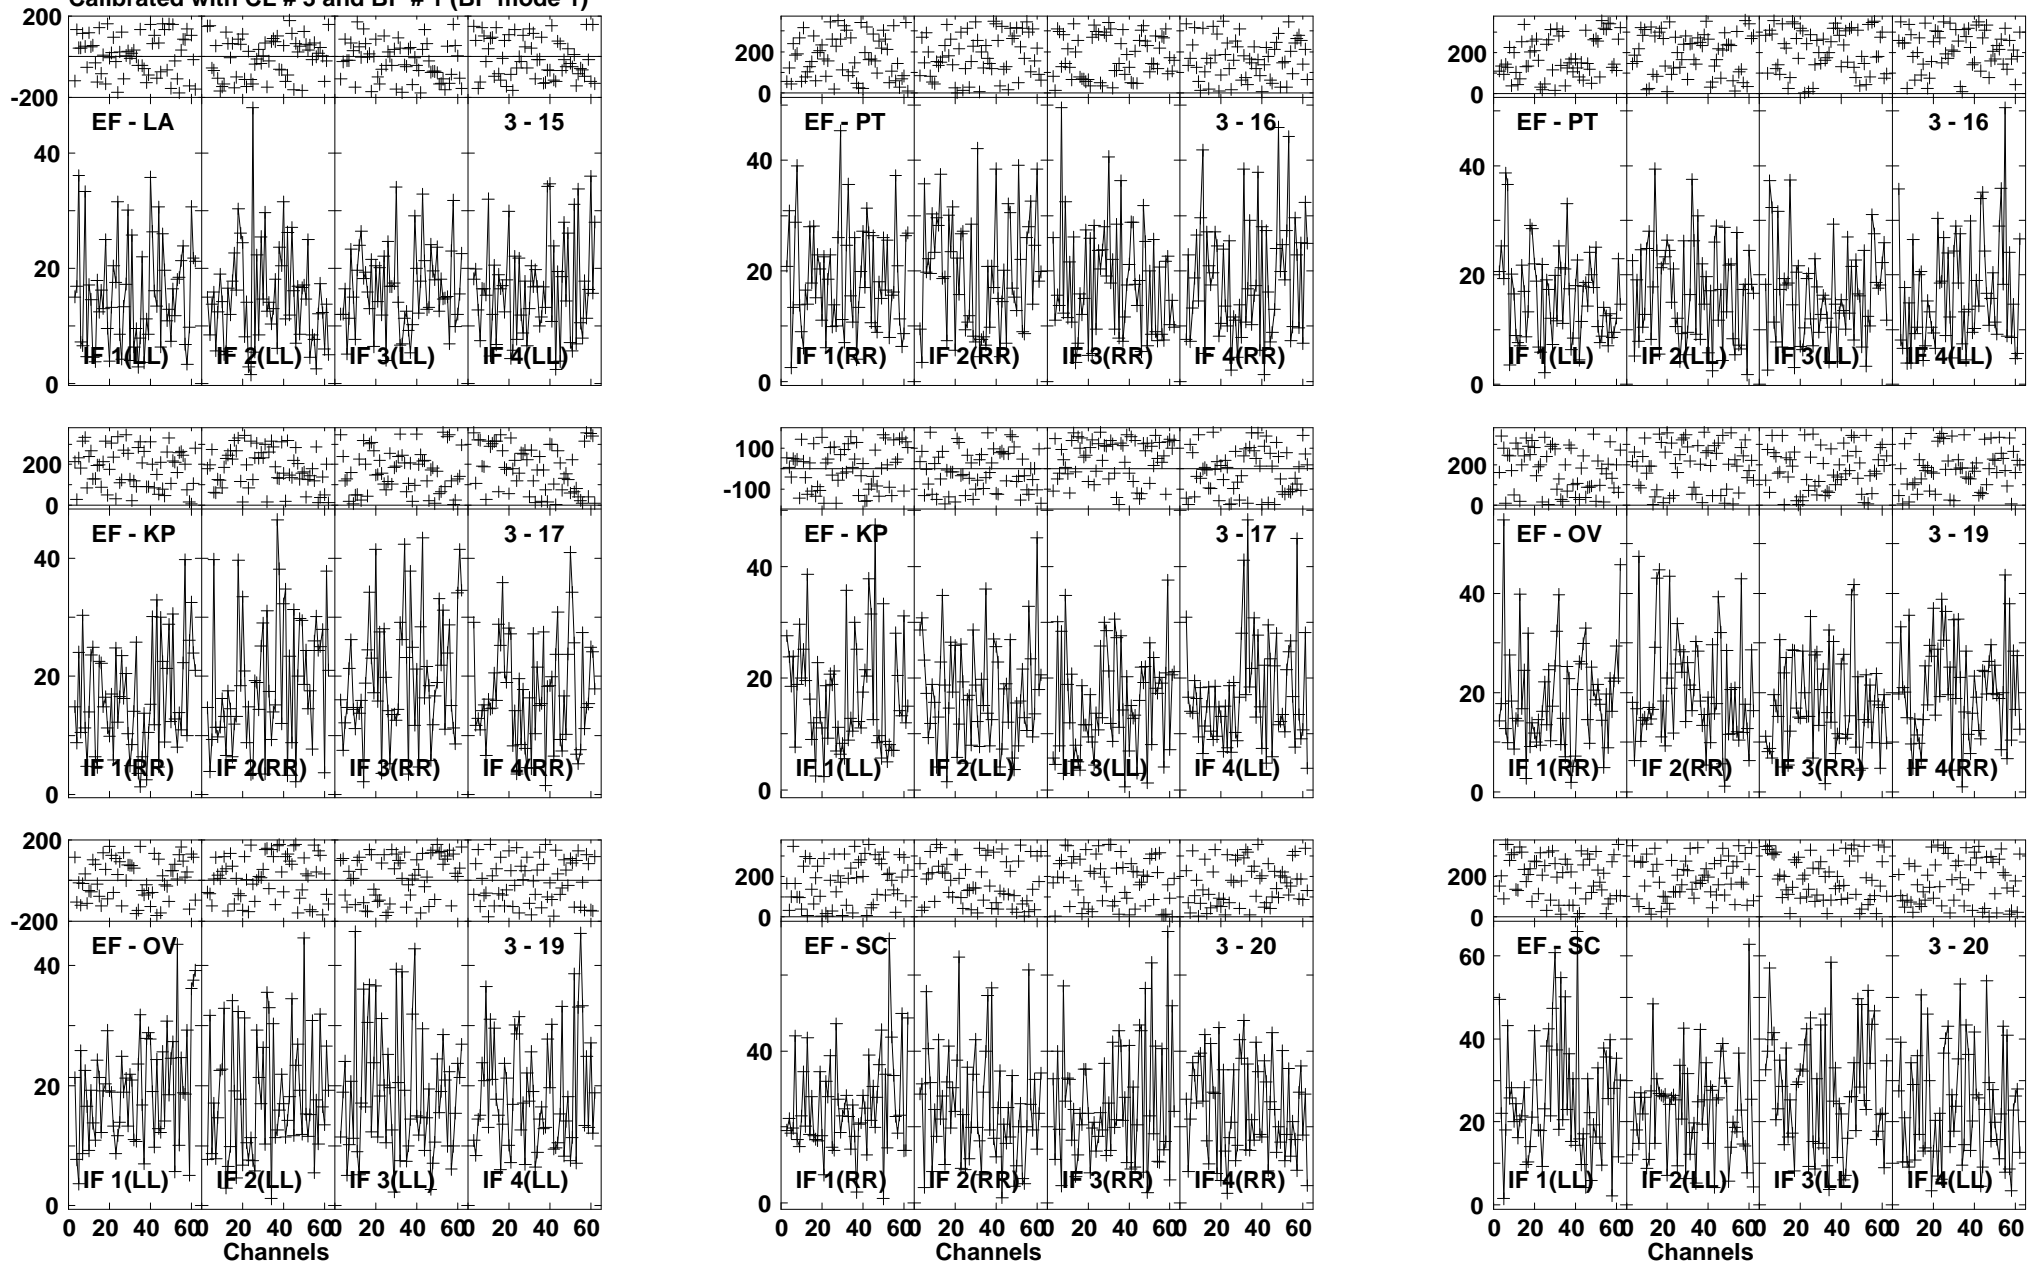 Calibrated with CL # 3 and BP # 1 (BP mode 1)
200
-200
EF - LA
3 - 15
40
20
0
IF 1(LL)
IF 2(LL)
IF 3(LL)
IF 4(LL)
200
0
EF - PT
3 - 16
40
20
0
IF 1(RR)
IF 2(RR)
IF 3(RR)
IF 4(RR)
200
0
EF - PT
3 - 16
40
20
0
IF 1(LL)
IF 2(LL)
IF 3(LL)
IF 4(LL)
200
0
EF - KP
3 - 17
40
20
0
IF 1(RR)
IF 2(RR)
IF 3(RR)
IF 4(RR)
100
-100
EF - KP
3 - 17
40
20
0
IF 1(LL)
IF 2(LL)
IF 3(LL)
IF 4(LL)
200
0
EF - OV
3 - 19
40
20
0
IF 1(RR)
IF 2(RR)
IF 3(RR)
IF 4(RR)
200
-200
EF - OV
3 - 19
40
20
0
IF 1(LL)
IF 2(LL)
IF 3(LL)
IF 4(LL)
0 20 40 60 0 20 40 60 0 20 40 60 0 20 40 60
Channels
200
0
EF - SC
3 - 20
40
0
IF 1(RR)
IF 2(RR)
IF 3(RR)
IF 4(RR)
0 20 40 60 0 20 40 60 0 20 40 60 0 20 40 60
Channels
200
0
EF - SC
3 - 20
60
40
20
0
IF 1(LL)
IF 2(LL)
IF 3(LL)
IF 4(LL)
0 20 40 60 0 20 40 60 0 20 40 60 0 20 40 60
Channels